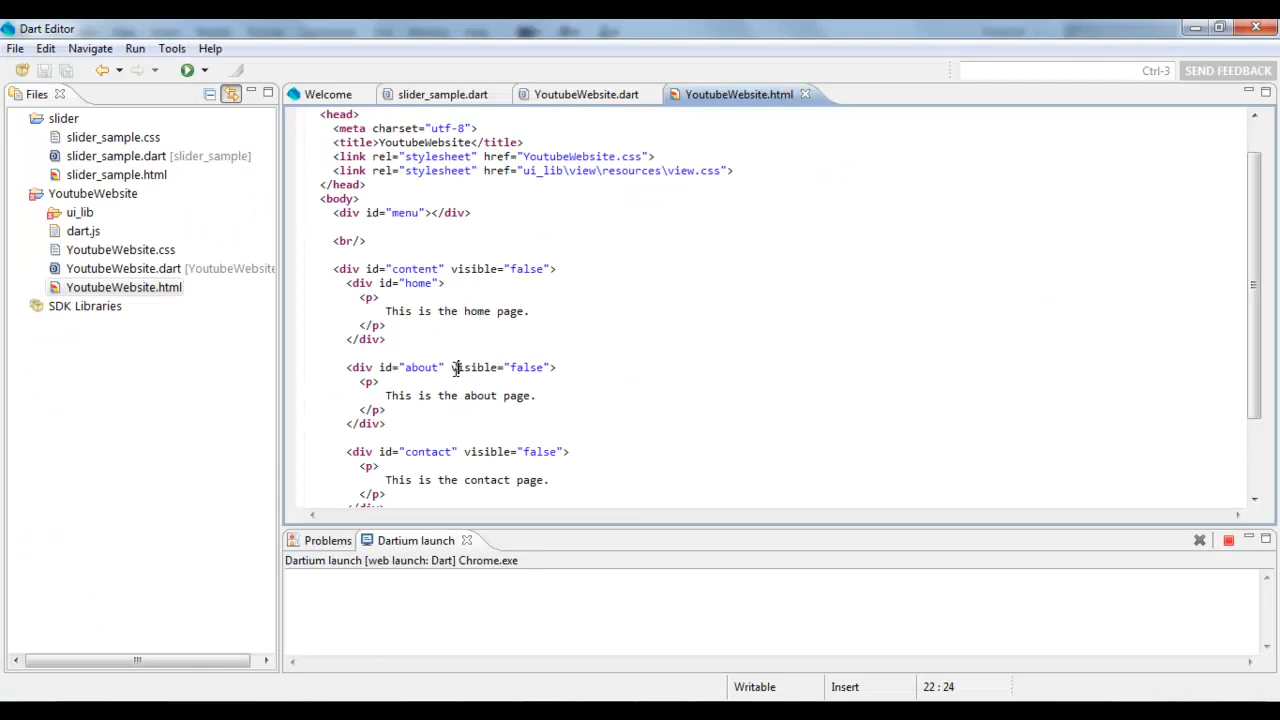 Dart Editor
File Edit Navigate Run Tools Help
Ctrl-3 SEND FEEDBACK
Files
slider
slider_sample.css
slider_sample.dart [slider_sample]
slider_sample.html
YoutubeWebsite
ui_lib
dart.js
YoutubeWebsite.css
YoutubeWebsite.dart [YoutubeWebsite
YoutubeWebsite.html
SDK Libraries
Welcome slider_sample.dart YoutubeWebsite.dart YoutubeWebsite.html
<head>
<meta charset="utf-8">
<title>YoutubeWebsite</title>
<link rel="stylesheet" href="YoutubeWebsite.css">
<link rel="stylesheet" href="ui_lib\view\resources\view.css">
</head>
<body>
<div id="menu"></div>
<br/>
<div id="content" visible="false">
<div id="home">
<p>
This is the home page.
</p>
</div>
<div id="about" visible="false">
<p>
This is the about page.
</p>
</div>
<div id="contact" visible="false">
<p>
This is the contact page.
</p>
</div>
Problems Dartium launch
Dartium launch [web launch: Dart] Chrome.exe
Writable Insert 22 : 24